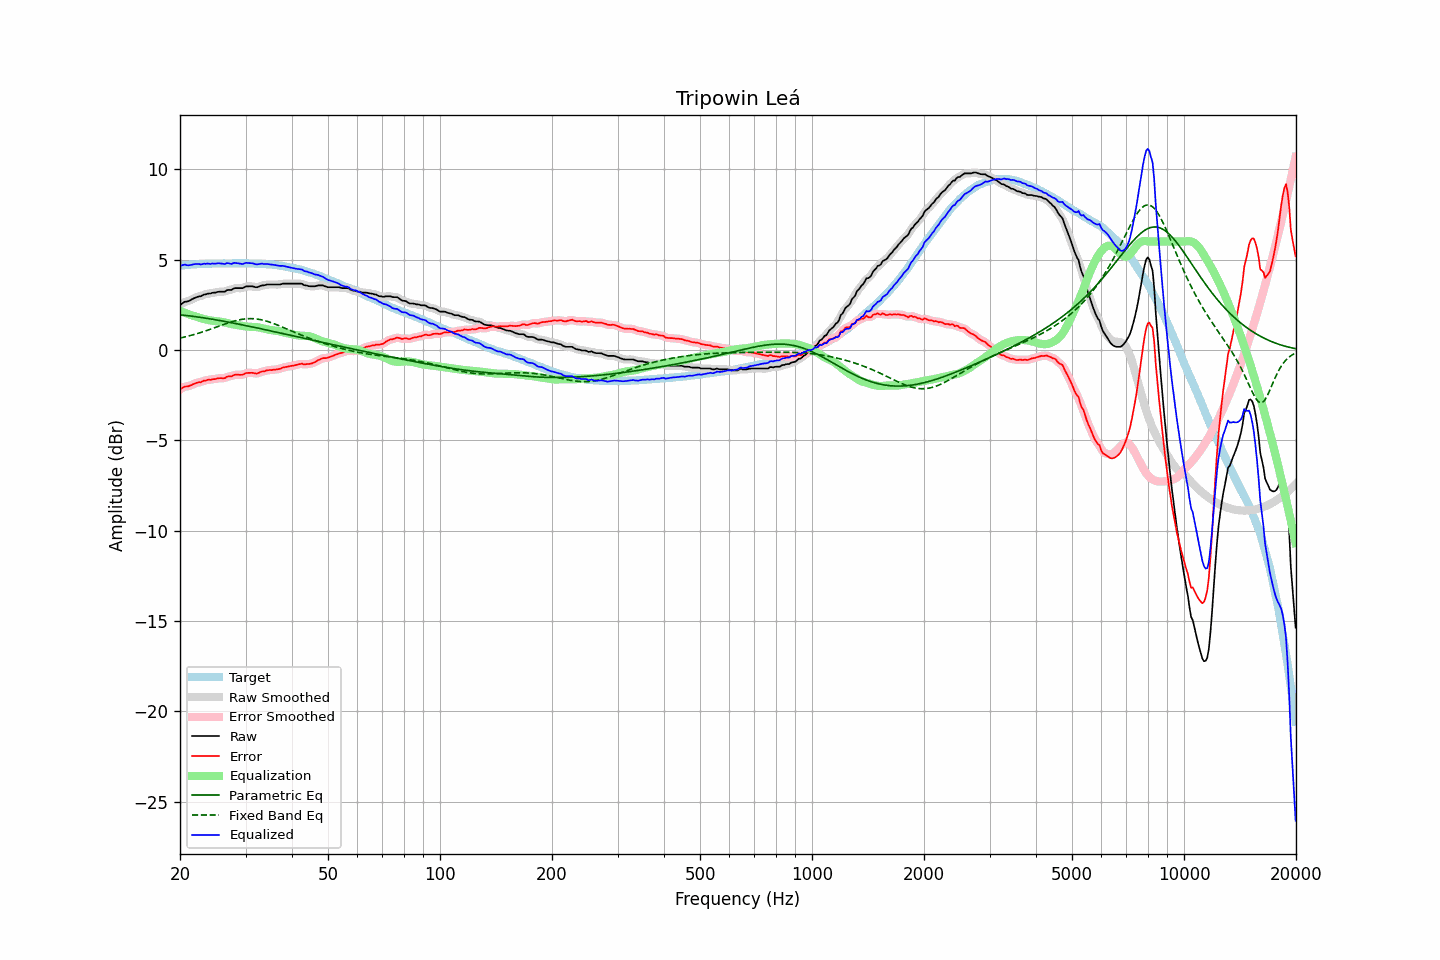 Tripowin Leá
10
5
0
−5
−10
−15
−20
−25
Amplitude (dBr)
Target
Raw Smoothed
Error Smoothed
Raw
Error
Equalization
Parametric Eq
Fixed Band Eq
Equalized
20 50 100 200 500 1000 2000 5000 10000 20000
Frequency (Hz)